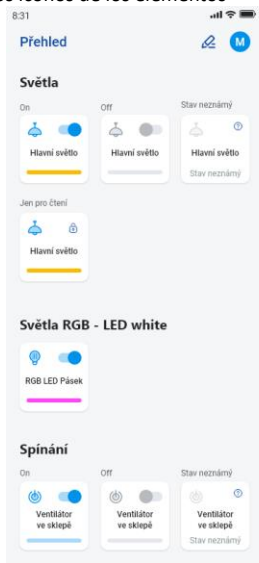 8:31
Přehled M
Světla
On Off Stav neznámý
Hlavní světlo Hlavní světlo Hlavní světlo
Stav neznámý
Jen pro čtení
Hlavní světlo
Světla RGB - LED white
RGB LED Pásek
Spínání
On Off Stav neznámý
Ventilátor Ventilátor Ventilátor
ve sklepě ve sklepě ve sklepě
Stav neznámý